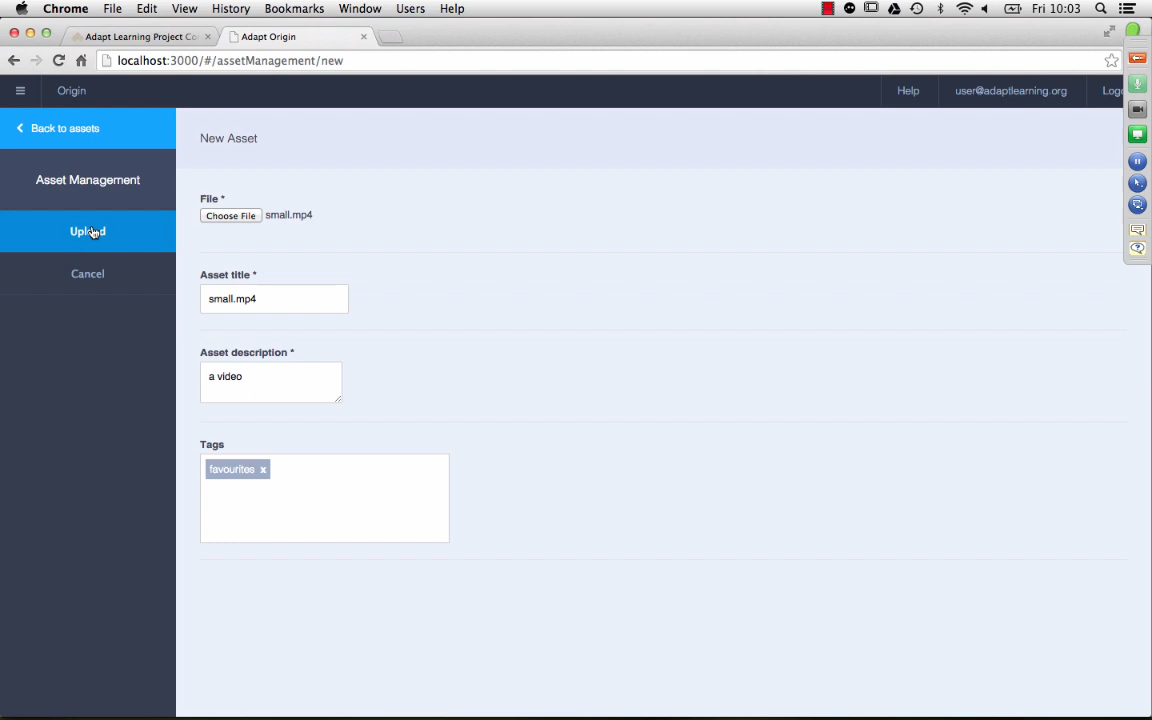 Chrome File Edit View History Bookmarks Window Users Help Fri 10:03
Adapt Learning Project Co × Adapt Origin ×
localhost:3000/#/assetManagement/new
Origin Help user@adaptlearning.org
Back to assets
New Asset
Asset Management
File *
Choose File small.mp4
Upload
Asset title *
Cancel
small.mp4
Asset description *
a video
Tags
favourites x